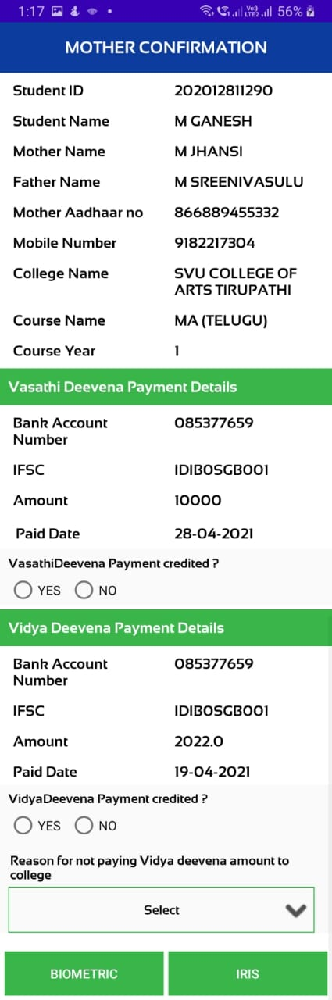 1:17 56%
VoD LTE2
MOTHER CONFIRMATION
Student ID 202012811290
Student Name M GANESH
Mother Name M JHANSI
Father Name M SREENIVASULU
Mother Aadhaar no 866889455332
Mobile Number 9182217304
College Name SVU COLLEGE OF
ARTS TIRUPATHI
Course Name MA (TELUGU)
Course Year 1
Vasathi Deevena Payment Details
Bank Account 085377659
Number
IFSC IDIB0SGB001
Amount 10000
Paid Date 28-04-2021
VasathiDeevena Payment credited ?
YES NO
Vidya Deevena Payment Details
Bank Account 085377659
Number
IFSC IDIB0SGB001
Amount 2022.0
Paid Date 19-04-2021
VidyaDeevena Payment credited ?
YES NO
Reason for not paying Vidya deevena amount to
college
Select
BIOMETRIC IRIS